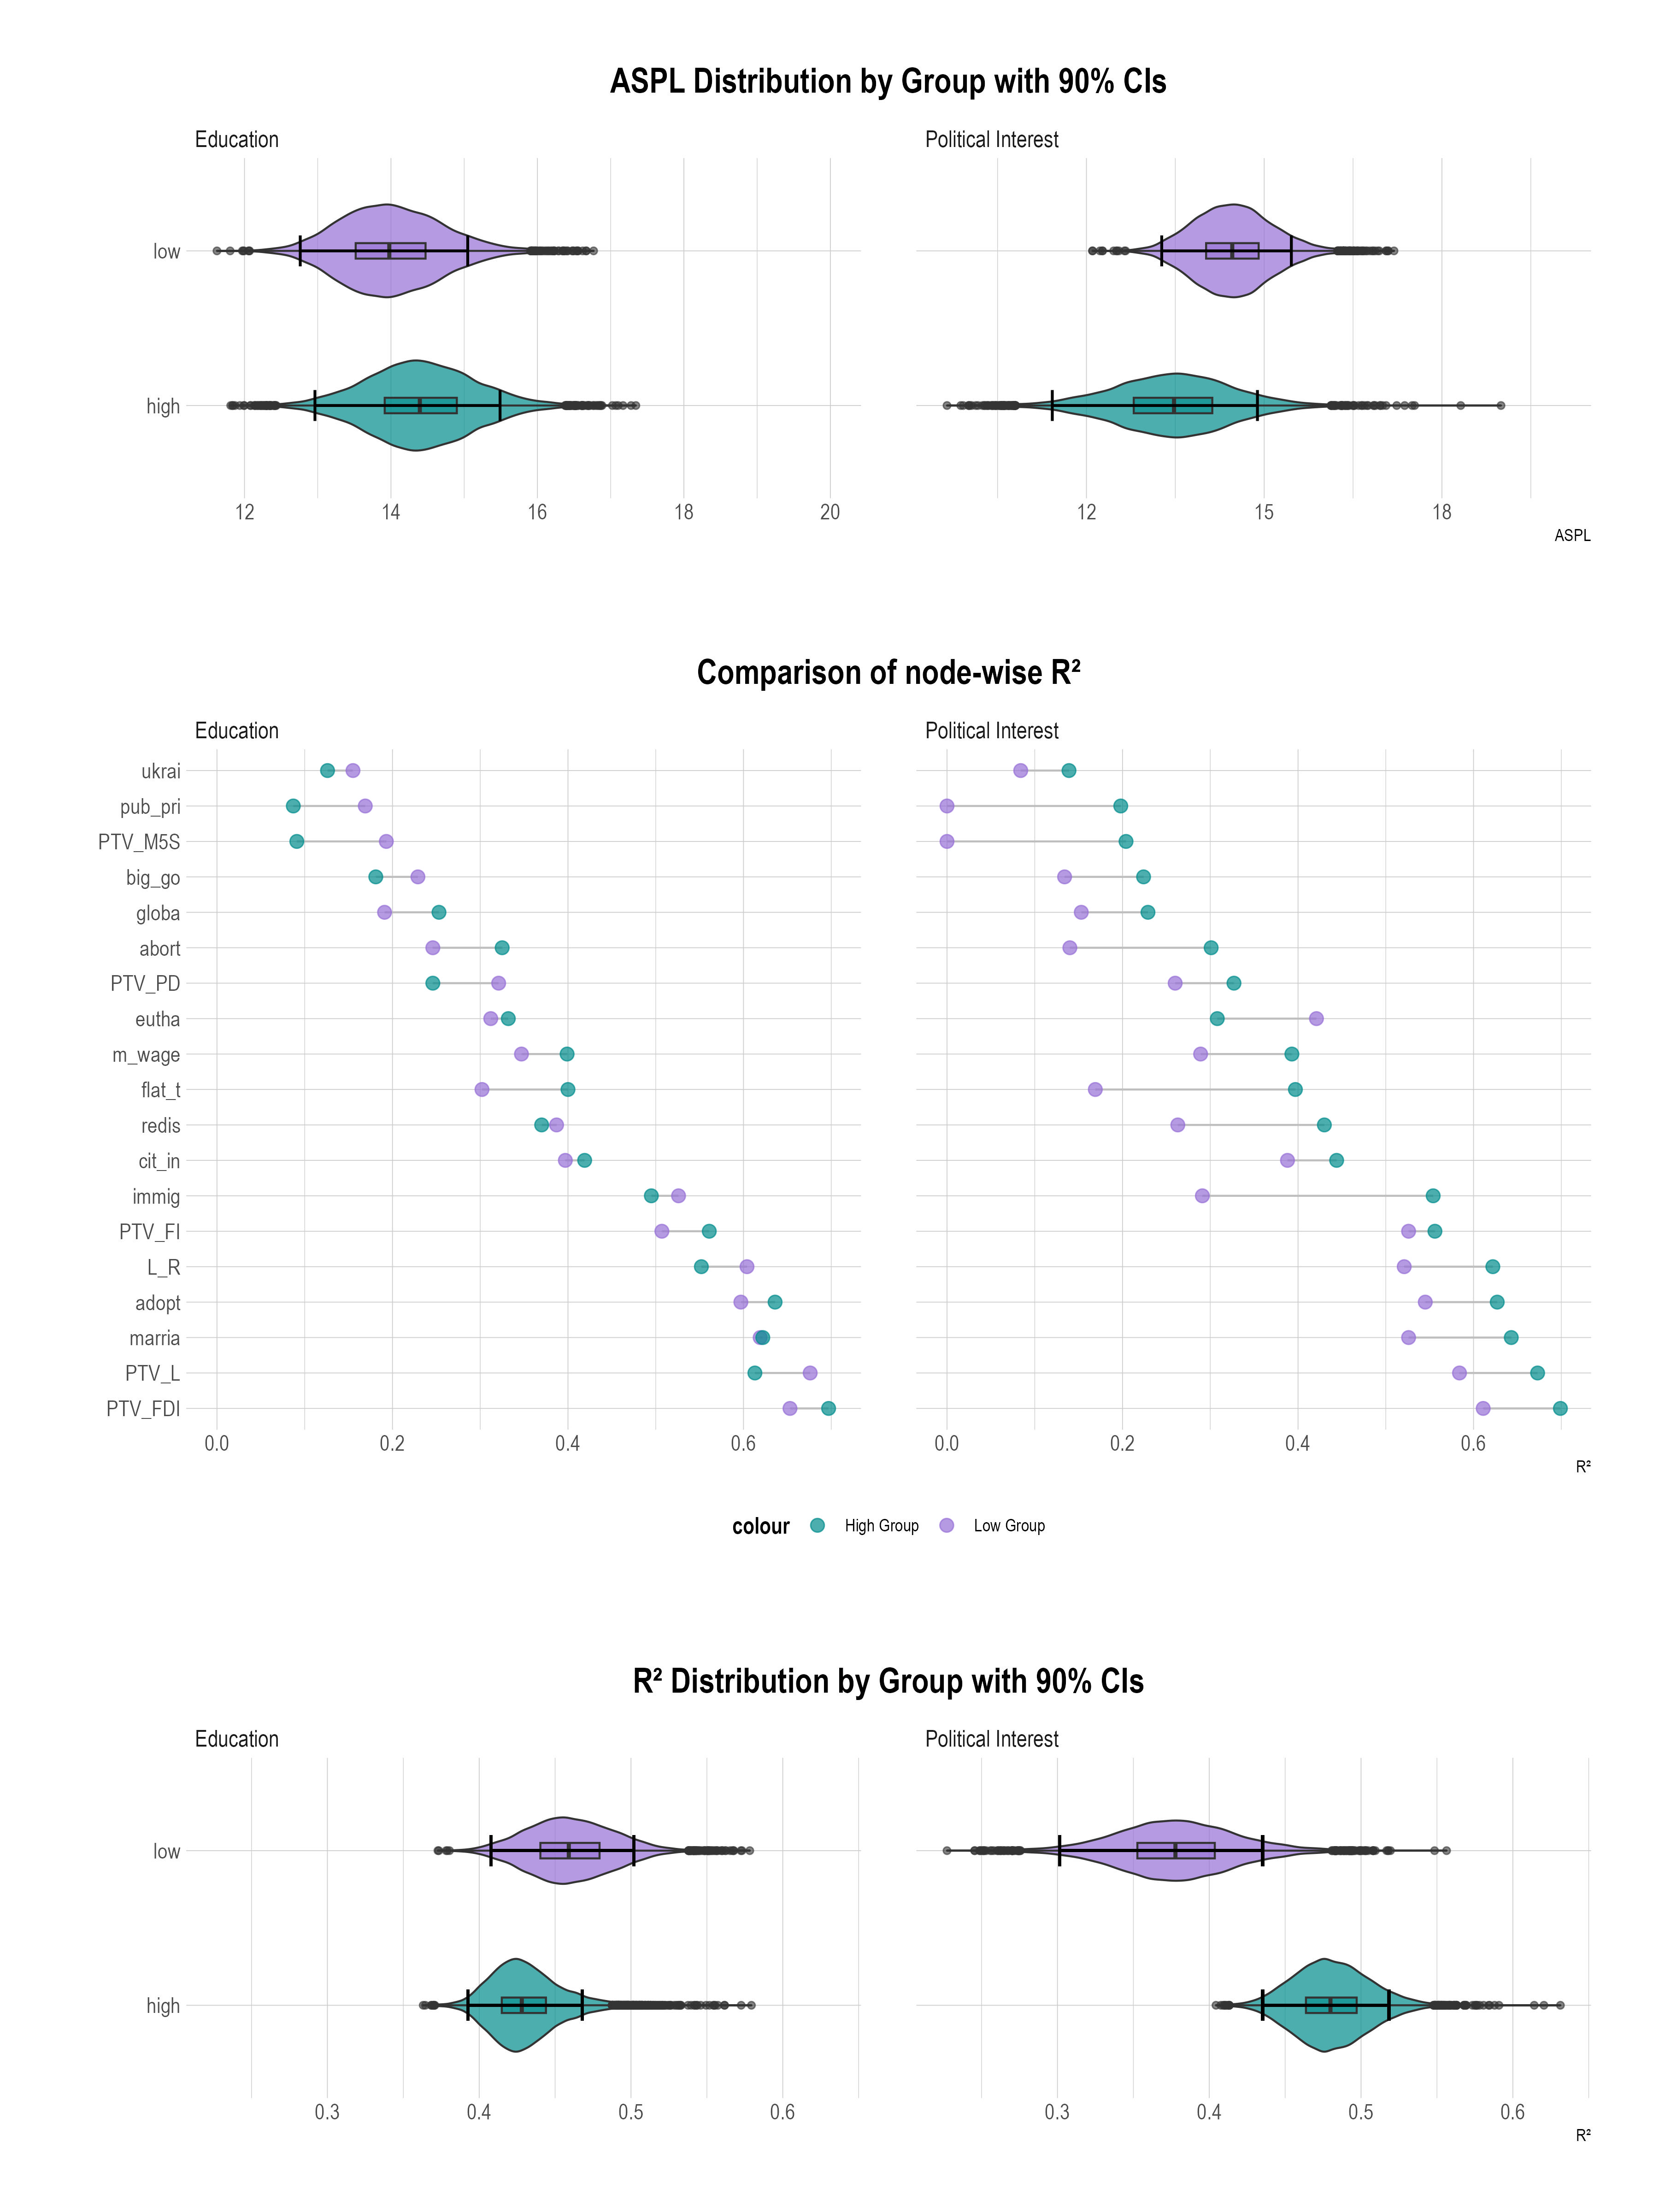 ASPL Distribution by Group with 90% CIs
Education
Political Interest
low
high
12 14 16 18 20
12 15 18
ASPL
Comparison of node-wise R²
Education
Political Interest
ukrai
pub_pri
PTV_M5S
big_go
globa
abort
PTV_PD
eutha
m_wage
flat_t
redis
cit_in
immig
PTV_FI
L_R
adopt
marria
PTV_L
PTV_FDI
0.0 0.2 0.4 0.6
0.0 0.2 0.4 0.6
R²
colour High Group Low Group
R² Distribution by Group with 90% CIs
Education
Political Interest
low
high
0.3 0.4 0.5 0.6
0.3 0.4 0.5 0.6
R²